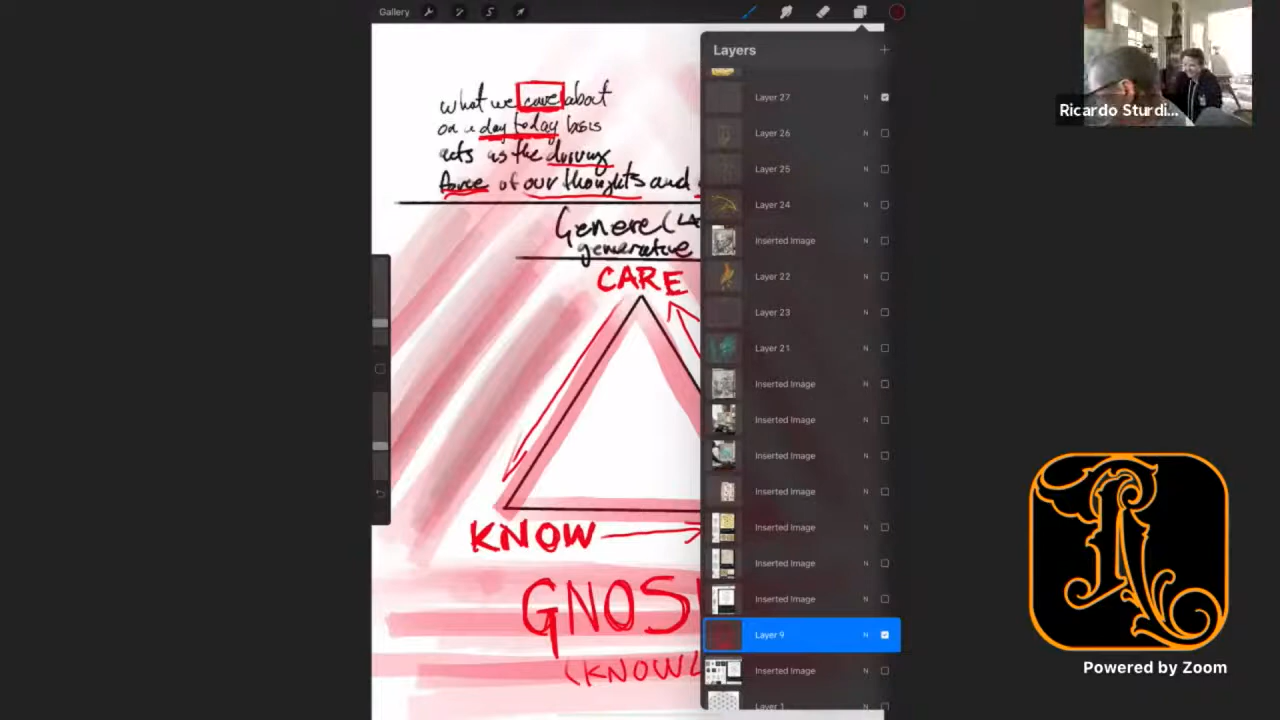 Gallery
Layers
Layer 27 N
Layer 26 N
Layer 25 N
Layer 24 N
Inserted Image N
Layer 22 N
Layer 23 N
Layer 21 N
Inserted Image N
Inserted Image N
Inserted Image N
Inserted Image N
Inserted Image N
Inserted Image N
Inserted Image N
Layer 9 N
Inserted Image N
Layer 1
what we care about
on a day today basis
acts as the driving
force of our thoughts and
General
generative
CARE
KNOW
GNOS
(KNOWL
Ricardo Sturdi...
Powered by Zoom